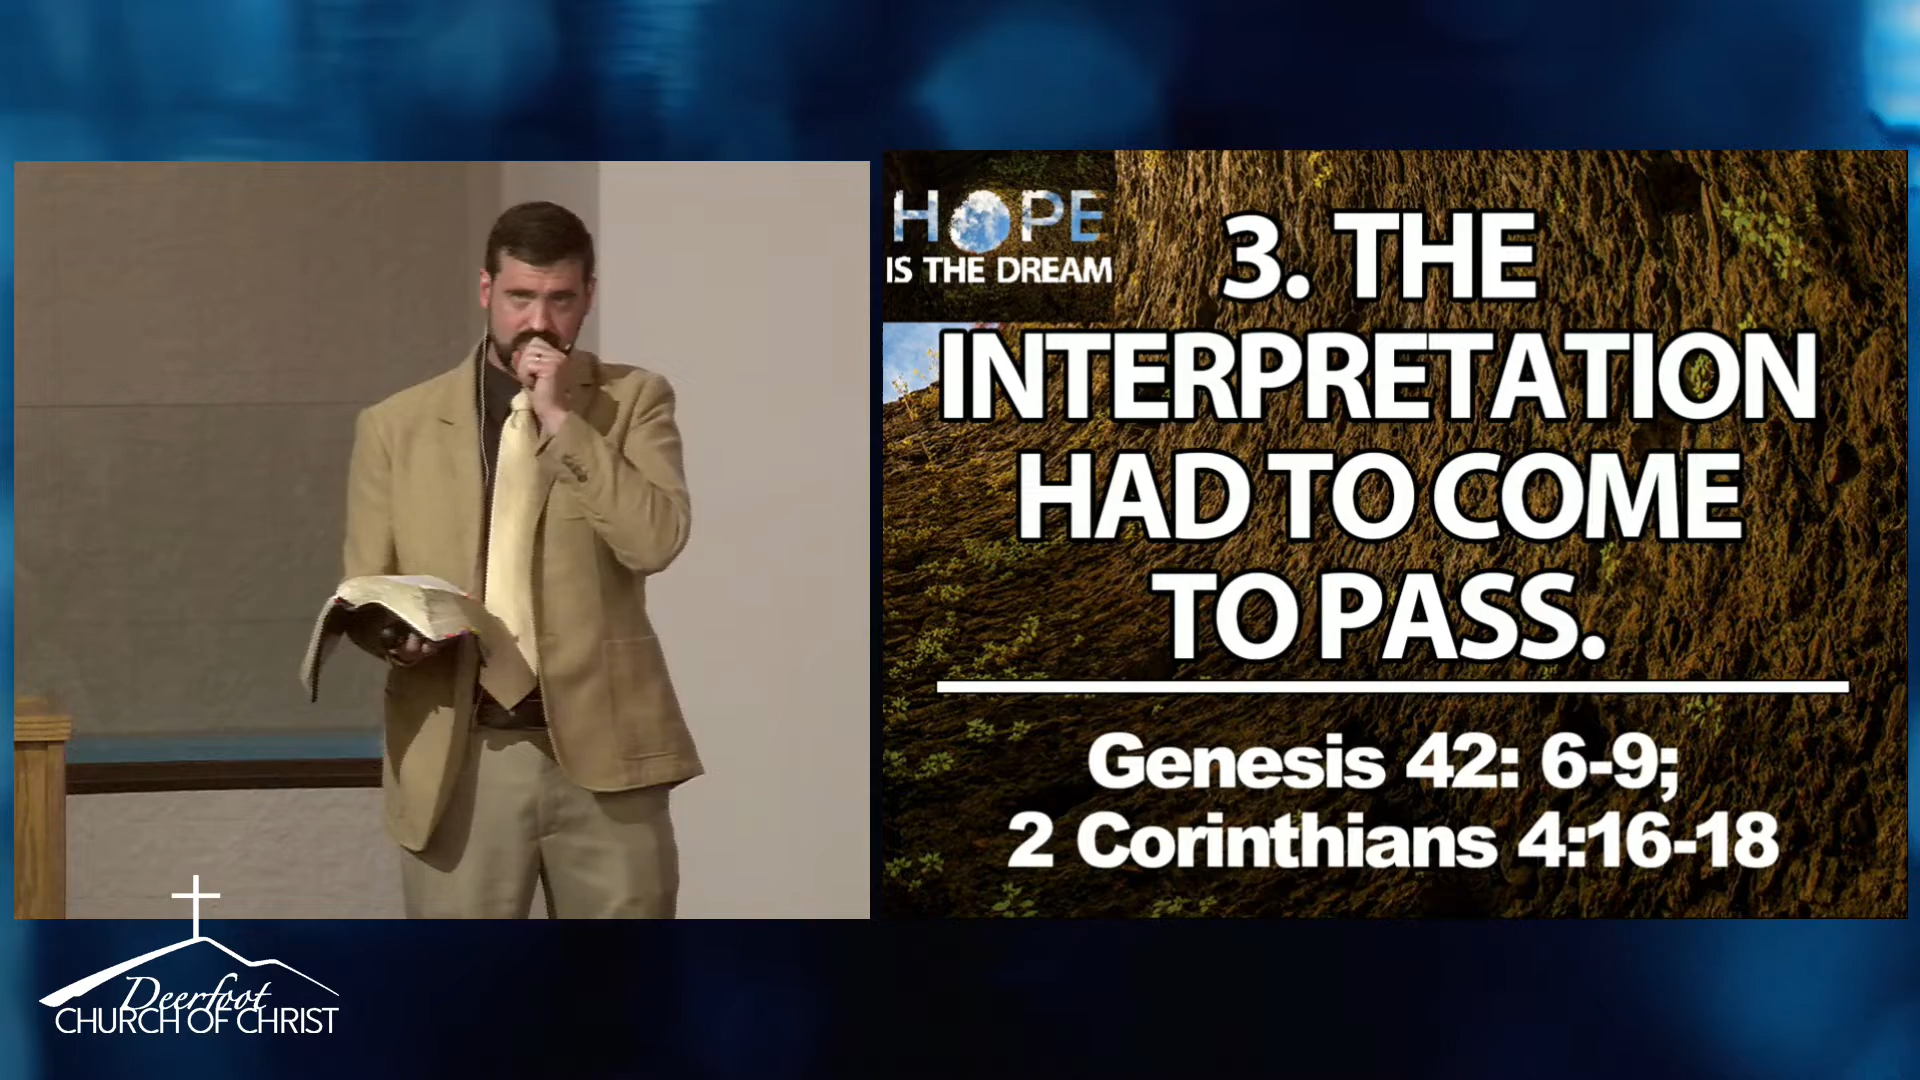 HOPE
IS THE DREAM
3. THE
INTERPRETATION
HAD TO COME
TO PASS.
Genesis 42: 6-9;
2 Corinthians 4:16-18
Deerfoot
CHURCH OF CHRIST